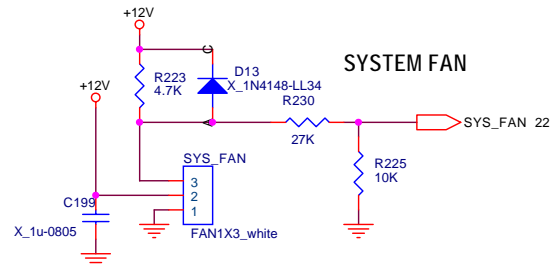 +12V
C
D13
SYSTEM FAN
R223
4.7K
X_1N4148-LL34
+12V
R230
A
SYS_FAN 22
27K
SYS_FAN
R225
10K
3
2
1
C199
X_1u-0805
FAN1X3_white